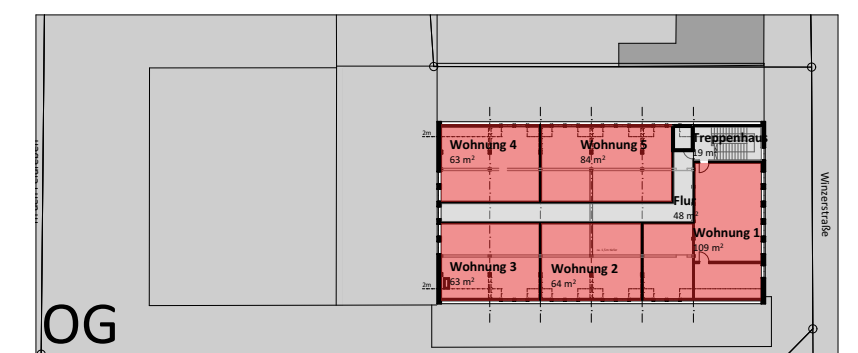 2m
Wohnung 4
63 m²
Wohnung 5
84 m²
Treppenhaus
19 m²
Flur
48 m²
Winzerstraße
Wohnung 1
109 m²
Wohnung 3
63 m²
Wohnung 2
64 m²
2m
OG